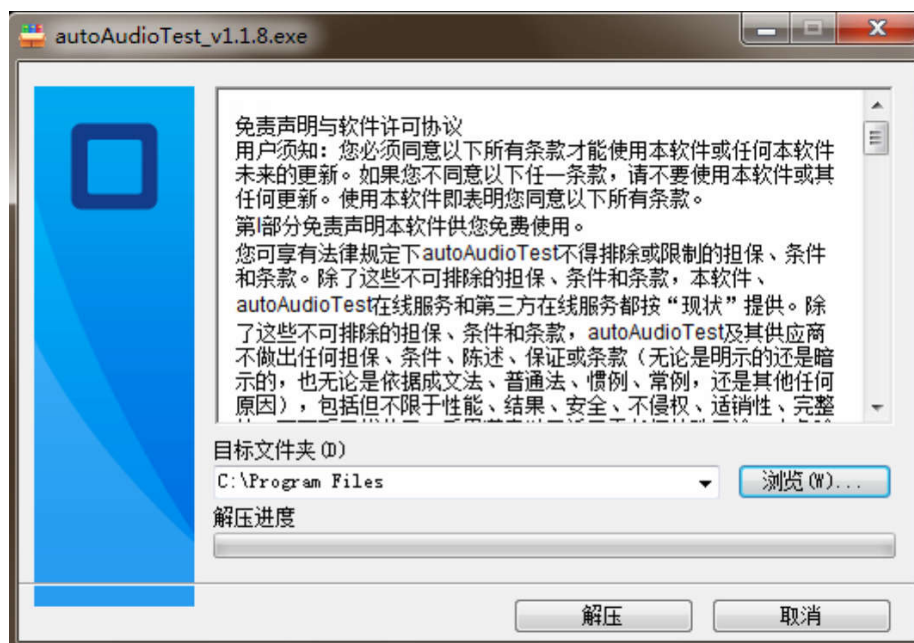 autoAudioTest_v1.1.8.exe
免责声明与软件许可协议
用户须知：您必须同意以下所有条款才能使用本软件或任何本软件
未来的更新。如果您不同意以下任一条款，请不要使用本软件或其
任何更新。使用本软件即表明您同意以下所有条款。
第I部分免责声明本软件供您免费使用。
您可享有法律规定下autoAudioTest不得排除或限制的担保、条件
和条款。除了这些不可排除的担保、条件和条款，本软件、
autoAudioTest在线服务和第三方在线服务都按“现状”提供。除
了这些不可排除的担保、条件和条款，autoAudioTest及其供应商
不做出任何担保、条件、陈述、保证或条款（无论是明示的还是暗
示的，也无论是依据成文法、普通法、惯例、常例，还是其他任何
原因），包括但不限于性能、结果、安全、不侵权、适销性、完整
目标文件夹(D)
C:\Program Files
浏览(W)...
解压进度
解压
取消